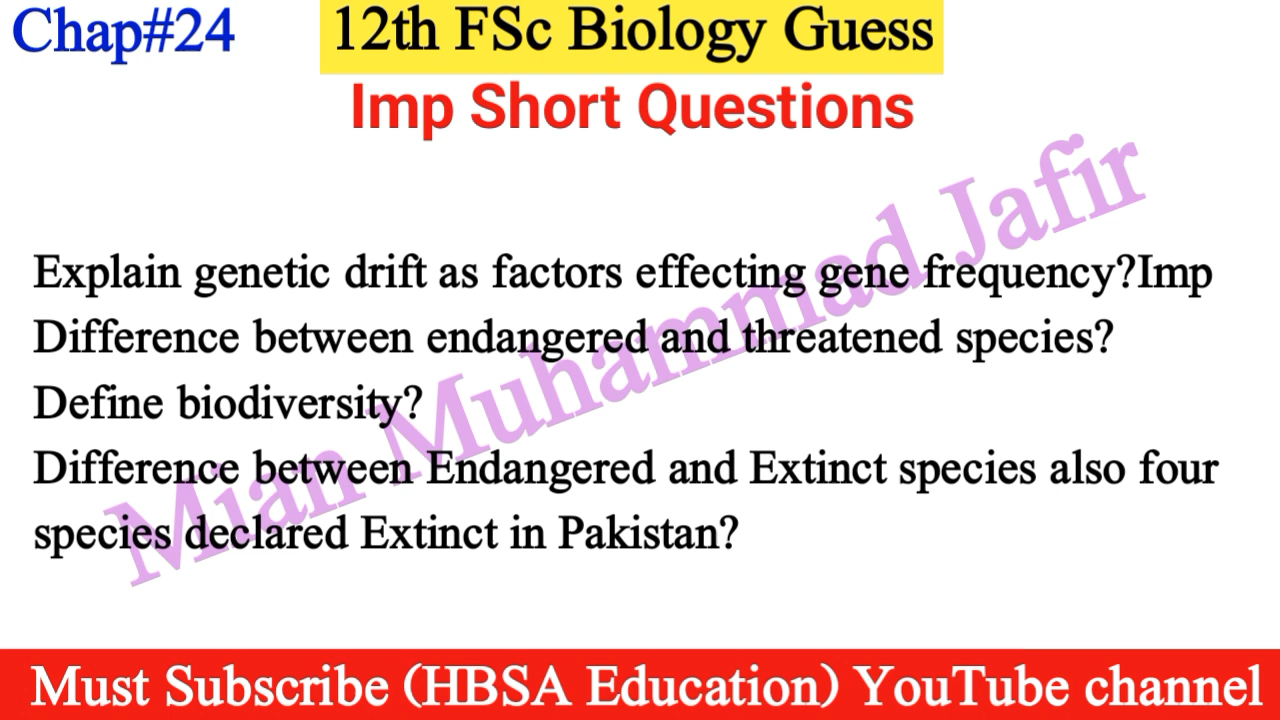 Chap#24
12th FSc Biology Guess
Imp Short Questions
Explain genetic drift as factors effecting gene frequency?Imp
Difference between endangered and threatened species?
Define biodiversity?
Difference between Endangered and Extinct species also four
species declared Extinct in Pakistan?
Mian Muhammad Jafir
Must Subscribe (HBSA Education) YouTube channel